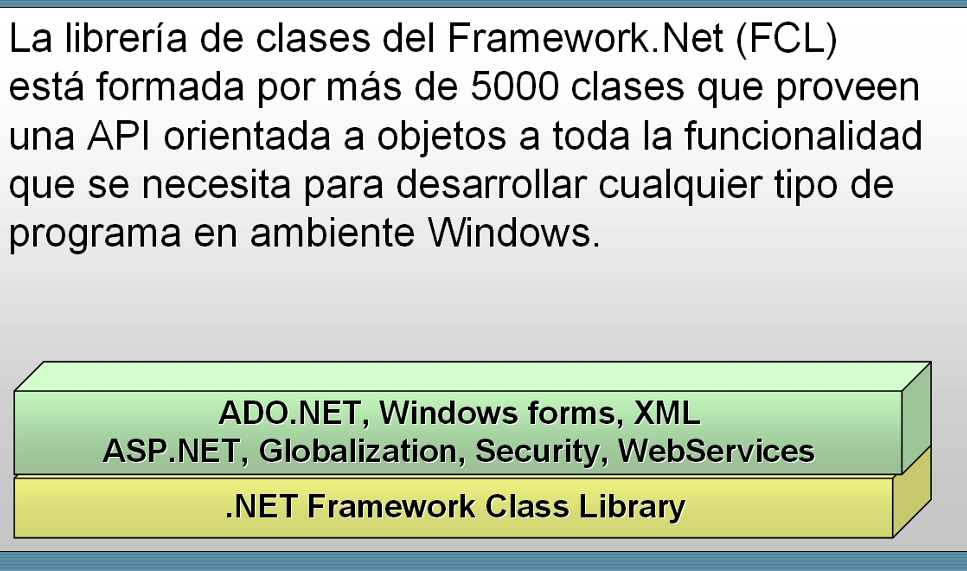 La librería de clases del Framework.Net (FCL)
está formada por más de 5000 clases que proveen
una API orientada a objetos a toda la funcionalidad
que se necesita para desarrollar cualquier tipo de
programa en ambiente Windows.
ADO.NET, Windows forms, XML
ASP.NET, Globalization, Security, WebServices
.NET Framework Class Library